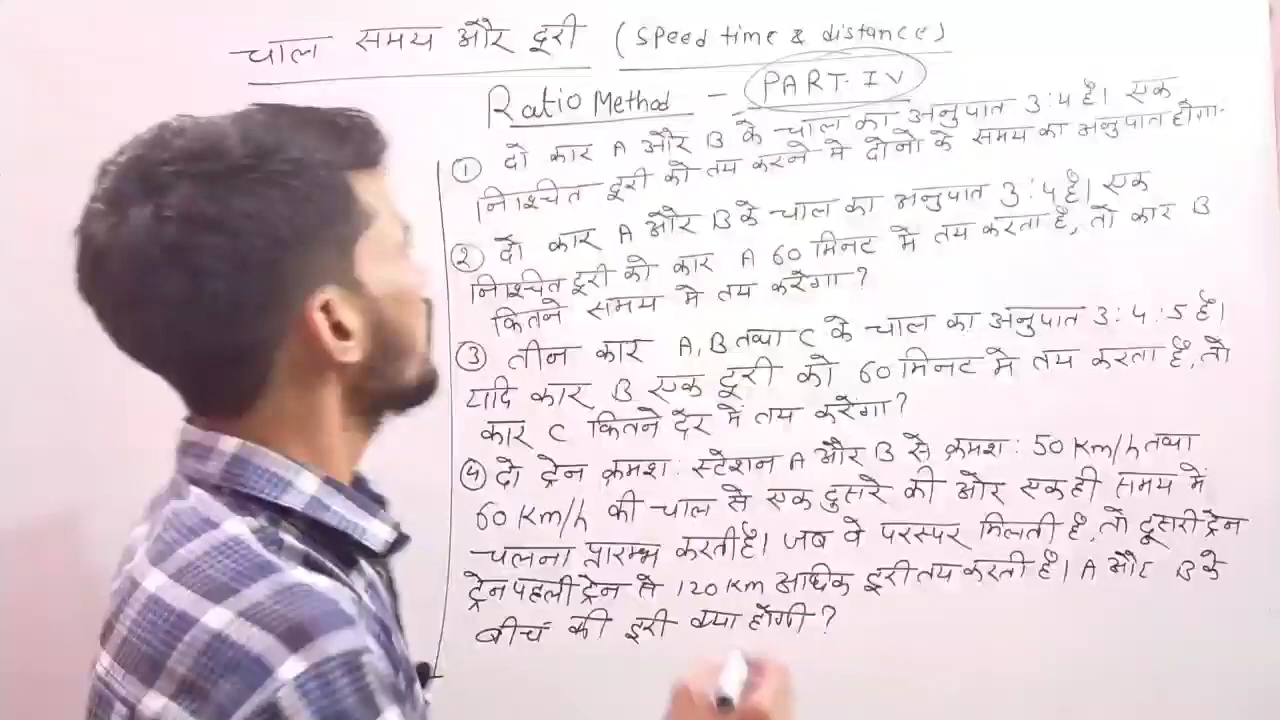 चाल समय और दूरी (speed time & distance)
Ratio Method - PART-IV
① दो कार A और B के चाल का अनुपात 3:4 है। एक
निश्चित दूरी को तय करने मे दोनो के समय का अनुपात होगा-
② दो कार A और B के चाल का अनुपात 3:4 है। एक
निश्चित दूरी को कार A 60 मिनट मे तय करता है, तो कार B
कितने समय मे तय करेगा?
③ तीन कार A, B तथा C के चाल का अनुपात 3:4:5 है।
यदि कार B एक दूरी को 60 मिनट मे तय करता है, तो
कार C कितने देर में तय करेगा?
④ दो ट्रेन क्रमश: स्टेशन A और B से क्रमश: 50 Km/h तथा
60 Km/h की चाल से एक दुसरे की ओर एक ही समय में
चलना प्रारम्भ करती है। जब वे परस्पर मिलती है, तो दूसरी ट्रेन
ट्रेन पहली ट्रेन से 120 Km अधिक दूरी तय करती है। A और B के
बीच की दूरी क्या होगी?